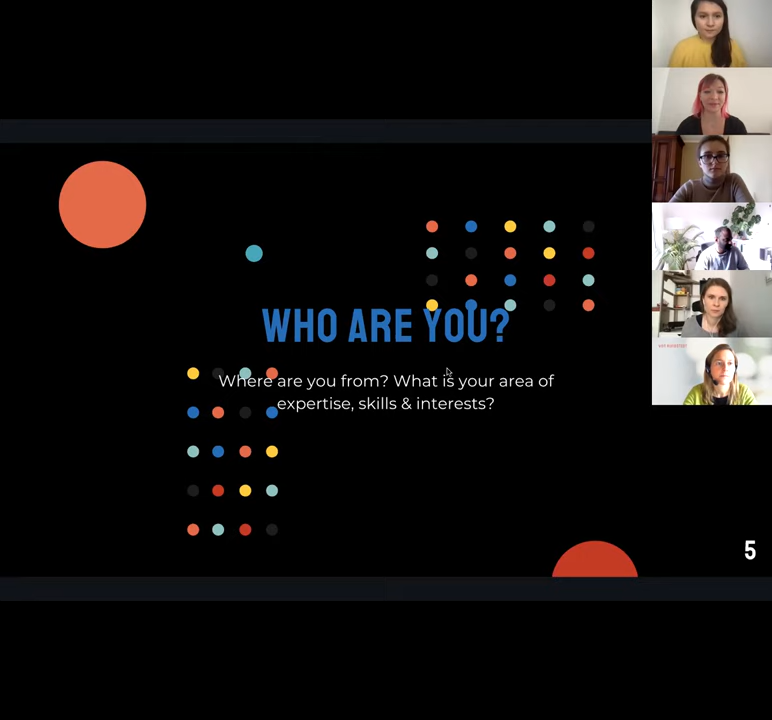 WHO ARE YOU?
Where are you from? What is your area of
expertise, skills & interests?
5